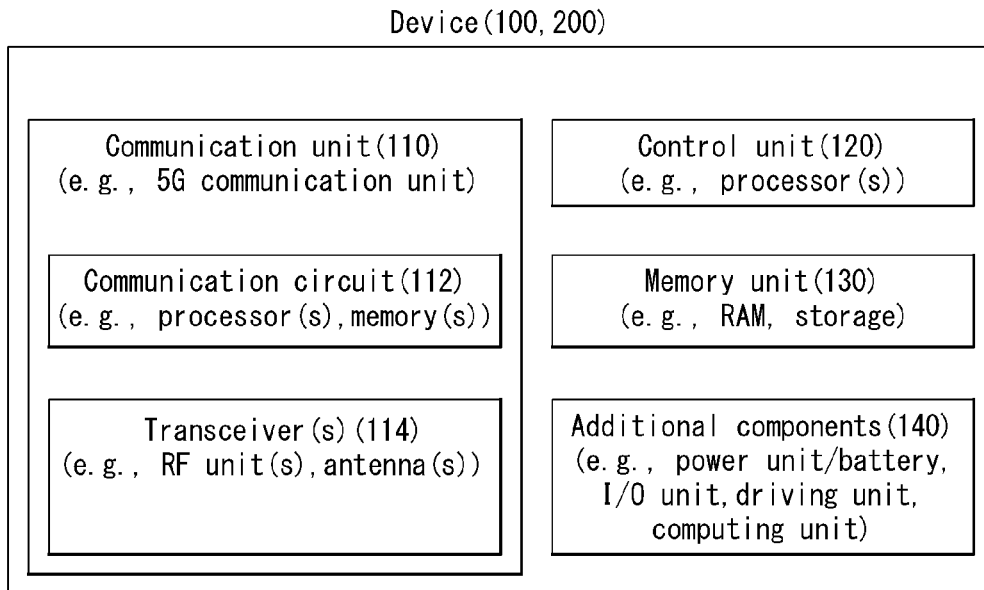 Device(100,200)
Communication unit(110)
(e.g., 5G communication unit)
Communication circuit(112)
(e.g., processor(s),memory(s))
Transceiver(s)(114)
(e.g., RF unit(s),antenna(s))
Control unit(120)
(e.g., processor(s))
Memory unit(130)
(e.g., RAM, storage)
Additional components(140)
(e.g., power unit/battery,
I/O unit,driving unit,
computing unit)